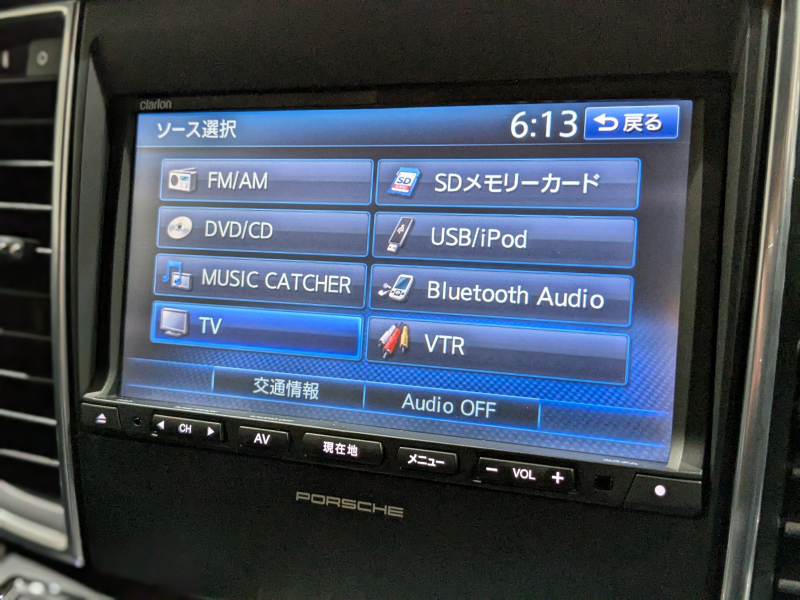 clarion
ソース選択 6:13 戻る
FM/AM SDメモリーカード
SD
DVD/CD USB/iPod
MUSIC CATCHER Bluetooth Audio
TV VTR
交通情報 Audio OFF
CH AV 現在地 メニュー − VOL +
PORSCHE